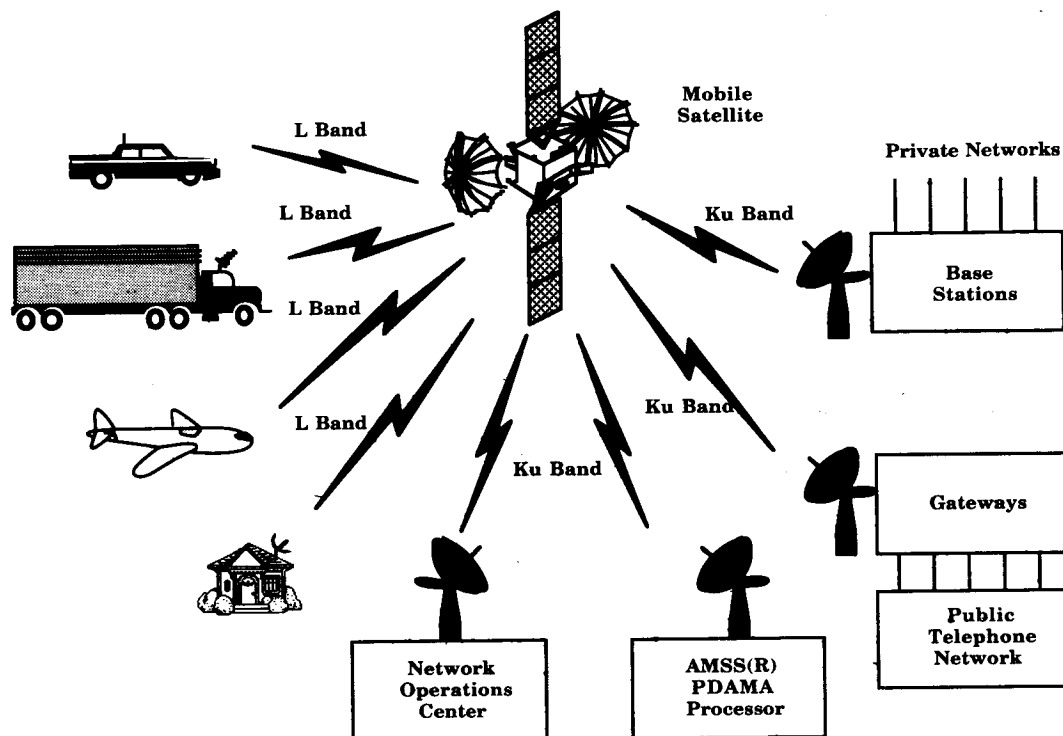 Mobile
Satellite
L Band
Private Networks
L Band
Ku Band
Base
Stations
L Band
Ku Band
L Band
Ku Band
Gateways
Public
Telephone
Network
Network
Operations
Center
AMSS(R)
PDAMA
Processor